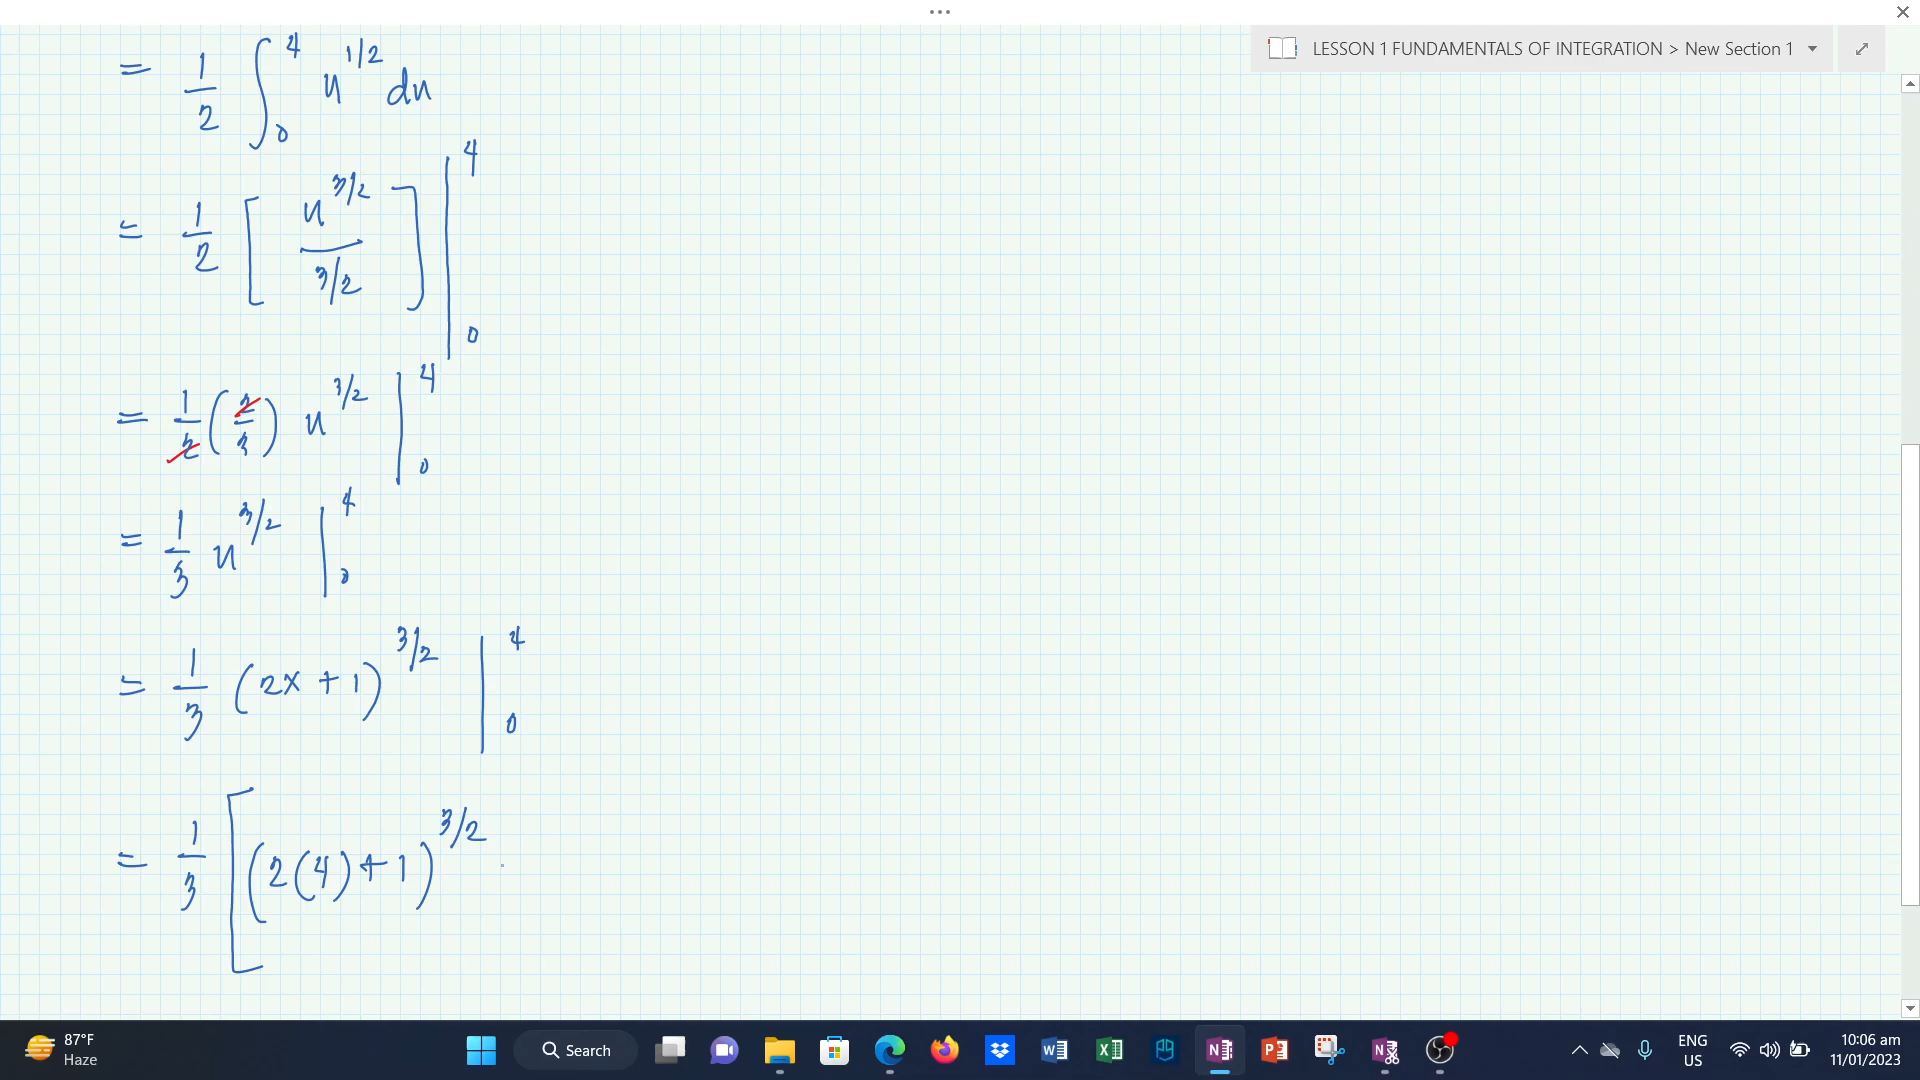 LESSON 1 FUNDAMENTALS OF INTEGRATION > New Section 1
= 1/2 ∫₀⁴ u^(1/2) du
= 1/2 [ u^(3/2) / (3/2) ] |₀⁴
= 1/2 (2/3) u^(3/2) |₀⁴
= 1/3 u^(3/2) |₀⁴
= 1/3 (2x + 1)^(3/2) |₀⁴
= 1/3 [ (2(4) + 1)^(3/2)
87°F
Haze
Search
ENG
US
10:06 am
11/01/2023